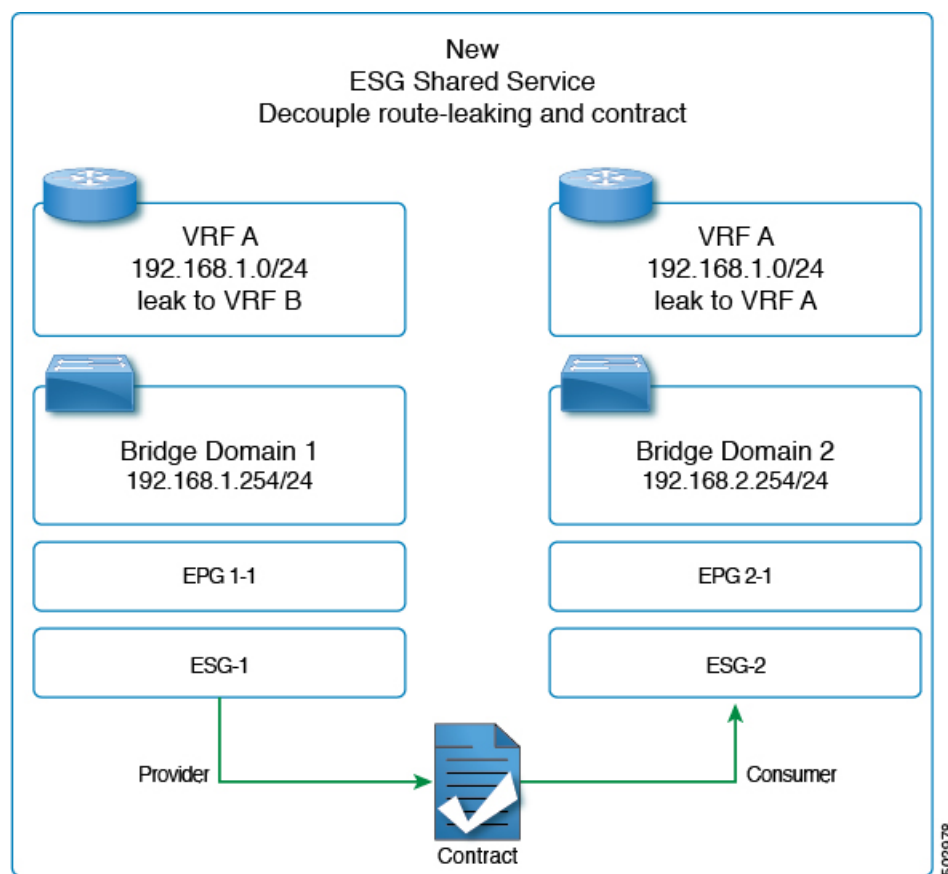 New
ESG Shared Service
Decouple route-leaking and contract
VRF A
192.168.1.0/24
leak to VRF B
VRF A
192.168.1.0/24
leak to VRF A
Bridge Domain 1
192.168.1.254/24
Bridge Domain 2
192.168.2.254/24
EPG 1-1
EPG 2-1
ESG-1
ESG-2
Provider
Consumer
Contract
502978